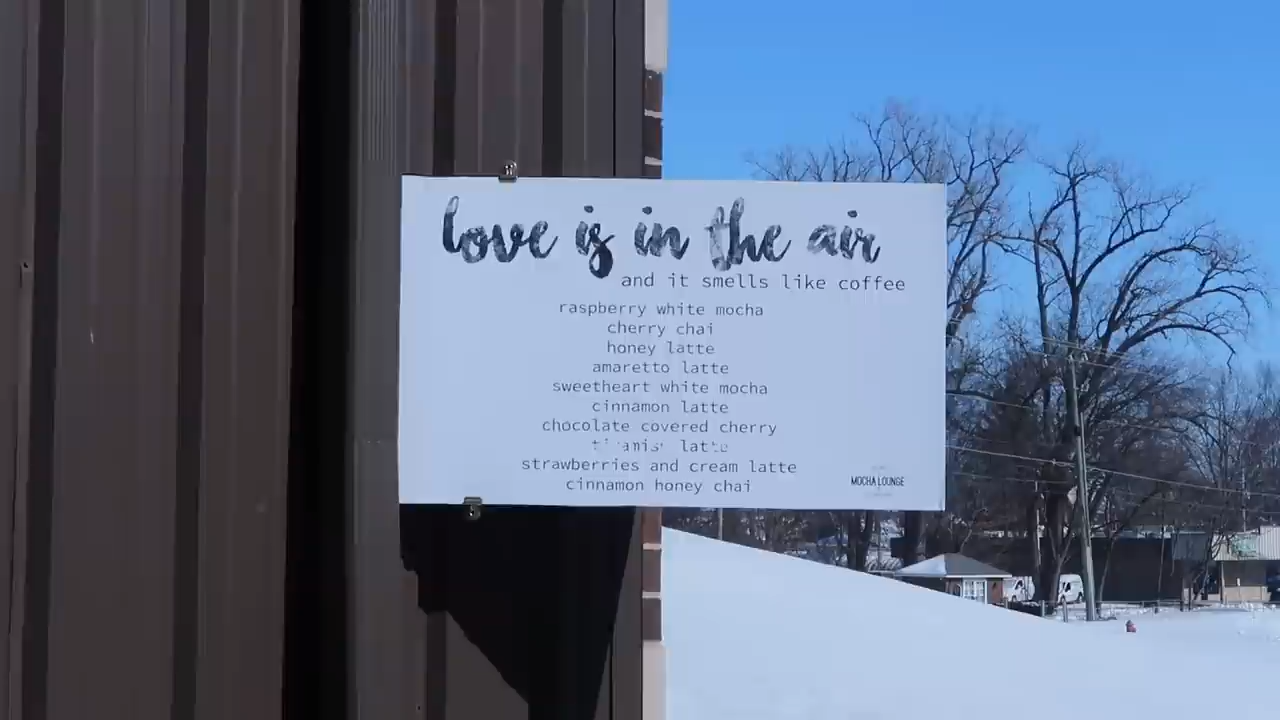 love is in the air
and it smells like coffee
raspberry white mocha
cherry chai
honey latte
amaretto latte
sweetheart white mocha
cinnamon latte
chocolate covered cherry
latte
strawberries and cream latte
cinnamon honey chai
MOCHA LOUNGE